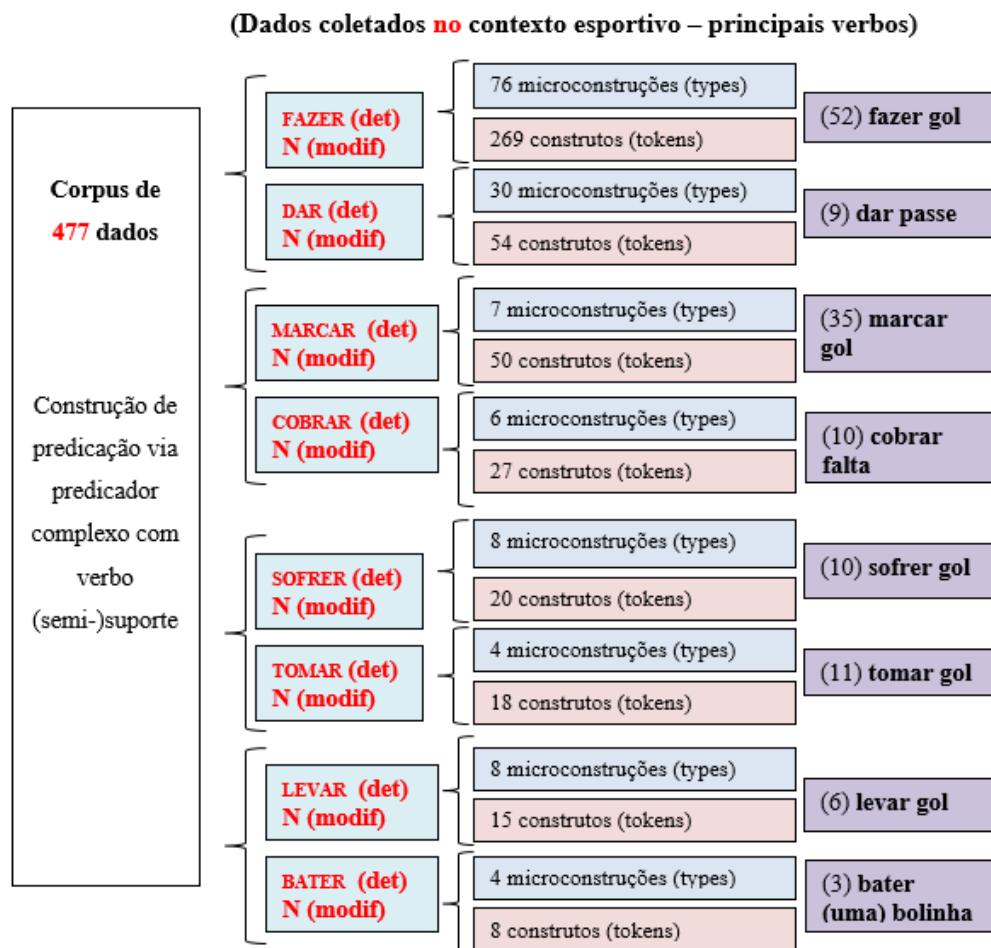 (Dados coletados no contexto esportivo – principais verbos)
Corpus de
477 dados
Construção de
predicação via
predicador
complexo com
verbo
(semi-)suporte
FAZER (det)
N (modif)
76 microconstruções (types)
269 construtos (tokens)
(52) fazer gol
DAR (det)
N (modif)
30 microconstruções (types)
54 construtos (tokens)
(9) dar passe
MARCAR (det)
N (modif)
7 microconstruções (types)
50 construtos (tokens)
(35) marcar
gol
COBRAR (det)
N (modif)
6 microconstruções (types)
27 construtos (tokens)
(10) cobrar
falta
SOFRER (det)
N (modif)
8 microconstruções (types)
20 construtos (tokens)
(10) sofrer gol
TOMAR (det)
N (modif)
4 microconstruções (types)
18 construtos (tokens)
(11) tomar gol
LEVAR (det)
N (modif)
8 microconstruções (types)
15 construtos (tokens)
(6) levar gol
BATER (det)
N (modif)
4 microconstruções (types)
8 construtos (tokens)
(3) bater
(uma) bolinha